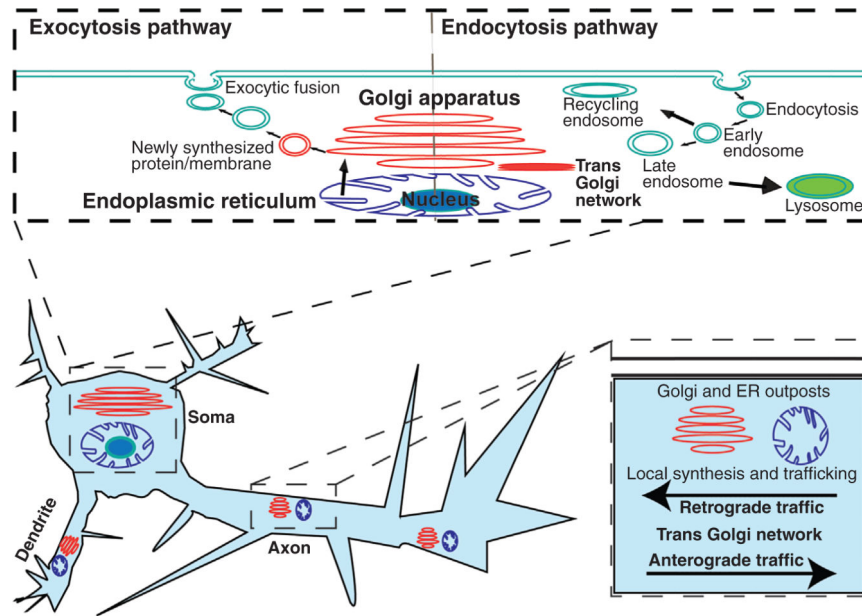 Exocytosis pathway
Endocytosis pathway
Exocytic fusion
Golgi apparatus
Recycling
endosome
Endocytosis
Newly synthesized
protein/membrane
Early
endosome
Late
endosome
Trans
Golgi
network
Endoplasmic reticulum
Nucleus
Lysosome
Soma
Dendrite
Axon
Golgi and ER outposts
Local synthesis and trafficking
Retrograde traffic
Trans Golgi network
Anterograde traffic